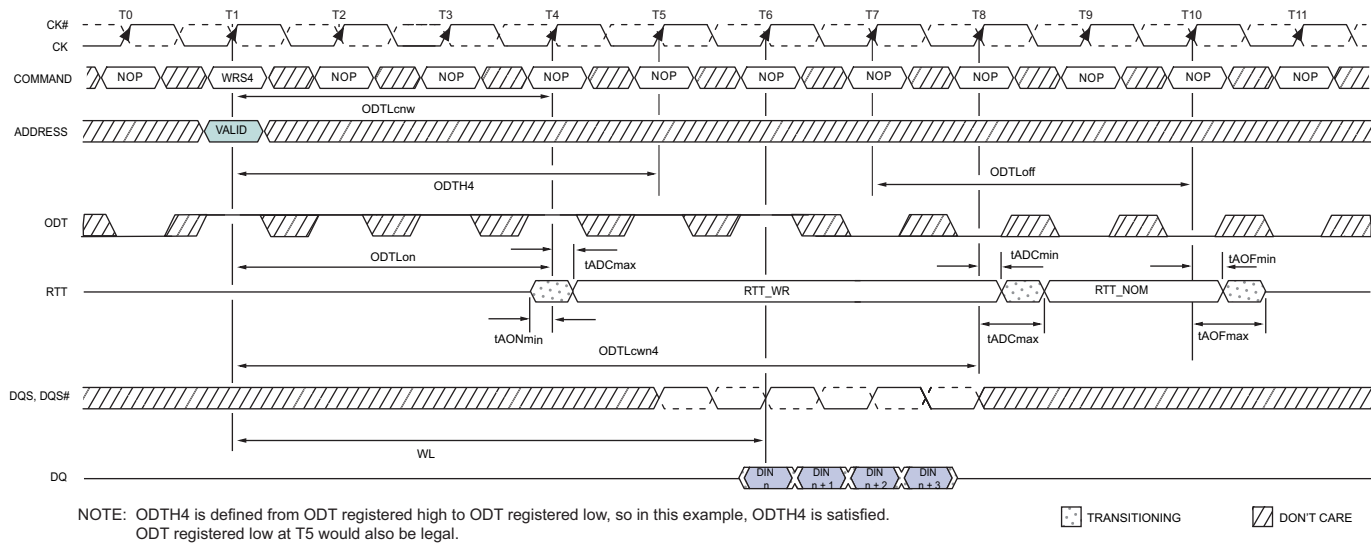 T0 T1 T2 T3 T4 T5 T6 T7 T8 T9 T10 T11
CK#
CK
COMMAND NOP WRS4 NOP NOP NOP NOP NOP NOP NOP NOP NOP NOP
ODTLcnw
ADDRESS VALID
ODTH4 ODTLoff
ODT
tADCmax tADCmin tAOFmin
ODTLon
RTT RTT_WR RTT_NOM
tAONmin tADCmax tAOFmax
ODTLcwn4
DQS, DQS#
WL
DQ DIN n DIN n + 1 DIN n + 2 DIN n + 3
NOTE: ODTH4 is defined from ODT registered high to ODT registered low, so in this example, ODTH4 is satisfied.
ODT registered low at T5 would also be legal.
TRANSITIONING DON'T CARE